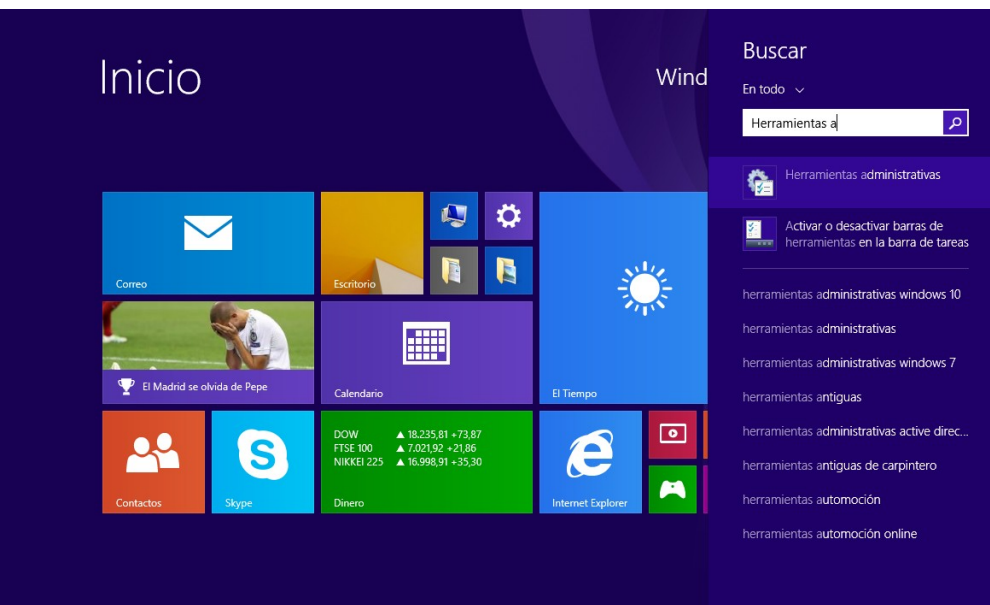 Inicio
Wind
Correo
Escritorio
El Madrid se olvida de Pepe
Calendario
El Tiempo
Contactos
Skype
DOW ▲ 18.235,81 +73,87
FTSE 100 ▲ 7.021,92 +21,86
NIKKEI 225 ▲ 16.998,91 +35,30
Dinero
Internet Explorer
Buscar
En todo
Herramientas a
Herramientas administrativas
Activar o desactivar barras de
herramientas en la barra de tareas
herramientas administrativas windows 10
herramientas administrativas
herramientas administrativas windows 7
herramientas antiguas
herramientas administrativas active direc...
herramientas antiguas de carpintero
herramientas automoción
herramientas automoción online